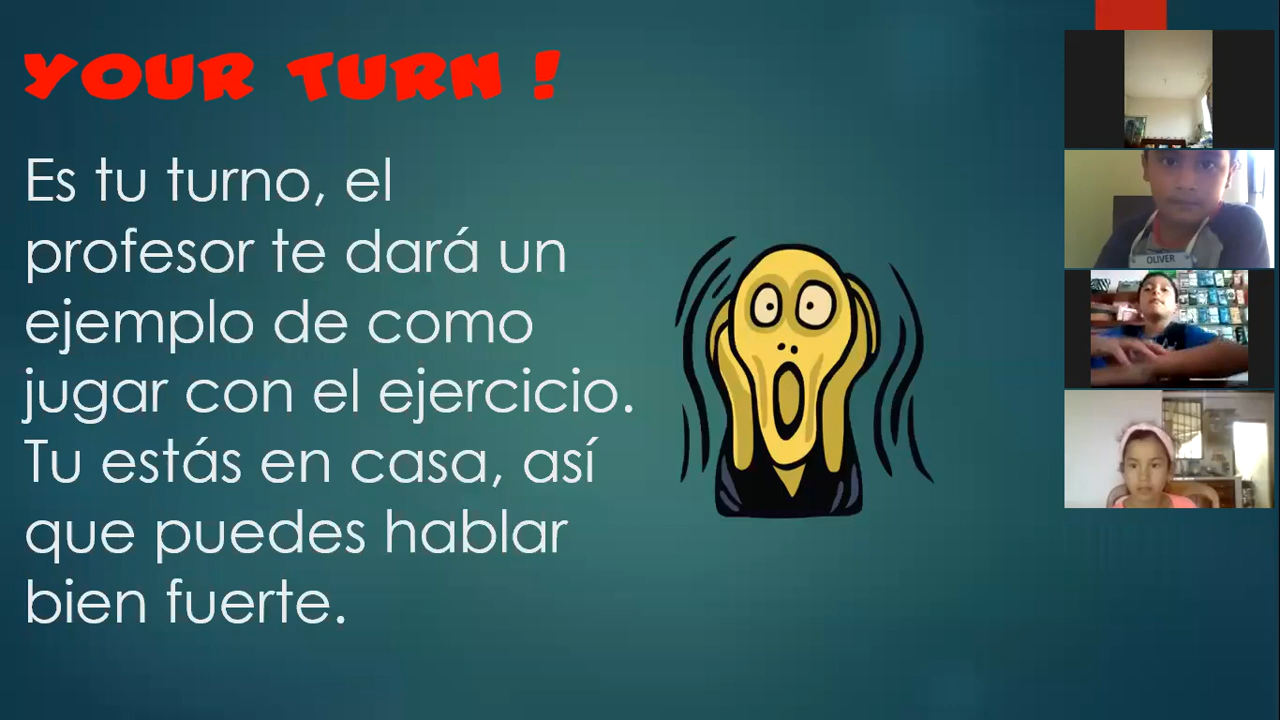 YOUR TURN !
Es tu turno, el
profesor te dará un
ejemplo de como
jugar con el ejercicio.
Tu estás en casa, así
que puedes hablar
bien fuerte.
OLIVER